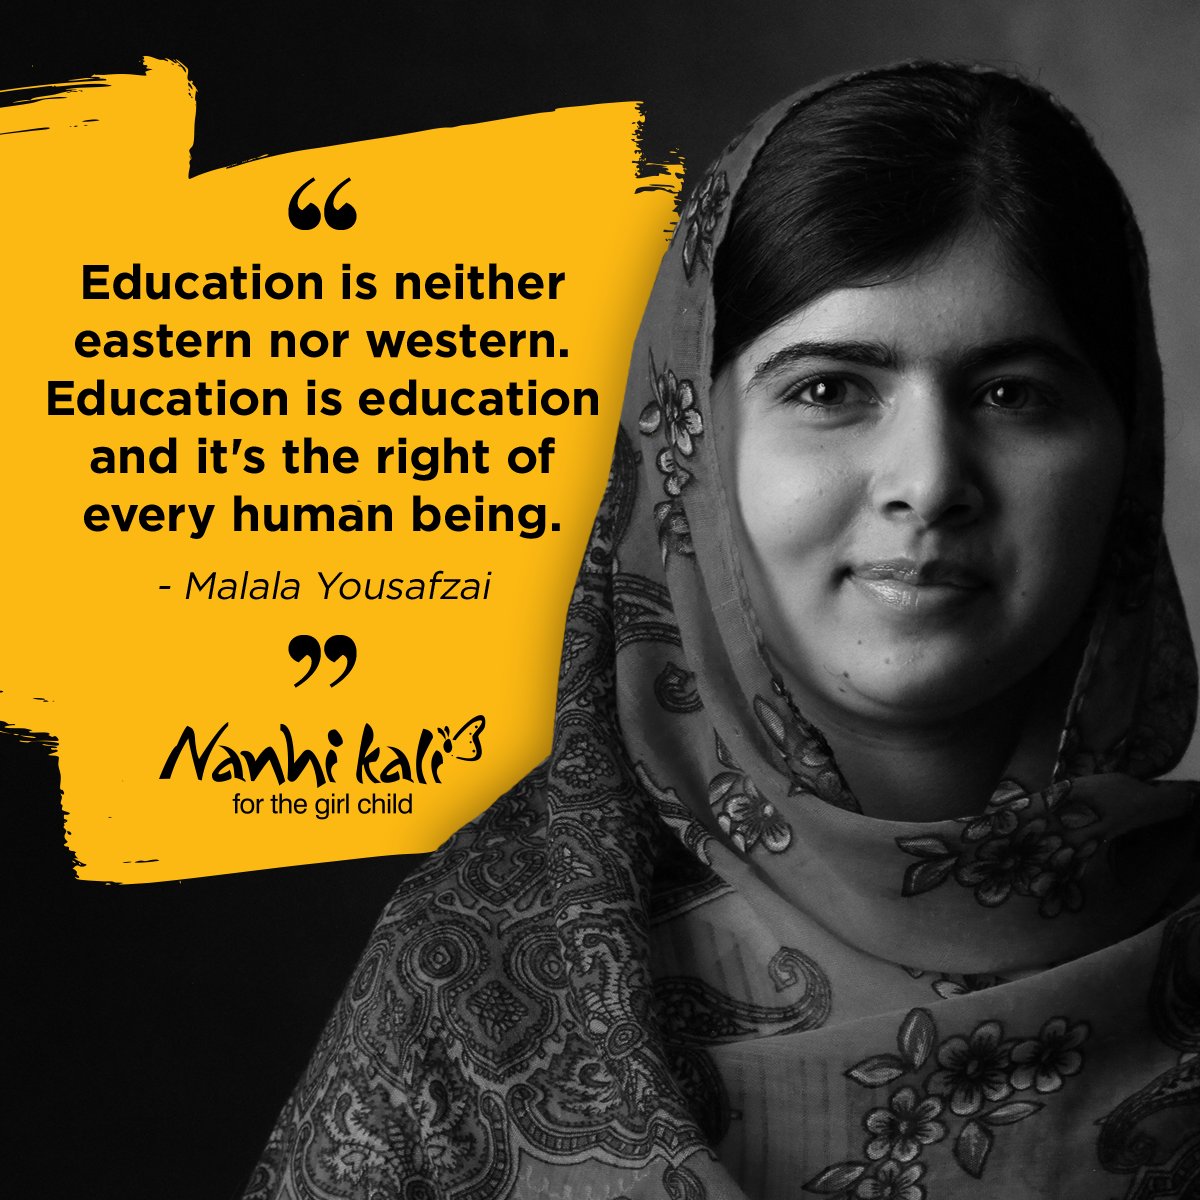 “
Education is neither
eastern nor western.
Education is education
and it's the right of
every human being.
- Malala Yousafzai
”
Nanhi kali
for the girl child